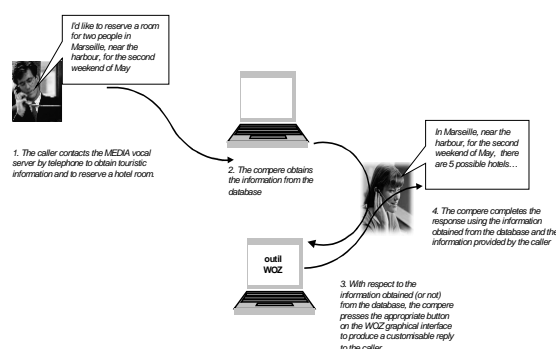 I'd like to reserve a room
for two people in
Marseille, near the
harbour, for the second
weekend of May
1. The caller contacts the MEDIA vocal
server by telephone to obtain touristic
information and to reserve a hotel room.
2. The compere obtains
the information from the
database
In Marseille, near the
harbour, for the second
weekend of May, there
are 5 possible hotels…
4. The compere completes the
response using the information
obtained from the database and the
information provided by the caller
outil
WOZ
3. With respect to the
information obtained (or not)
from the database, the compere
presses the appropriate button
on the WOZ graphical interface
to produce a customisable reply
to the caller